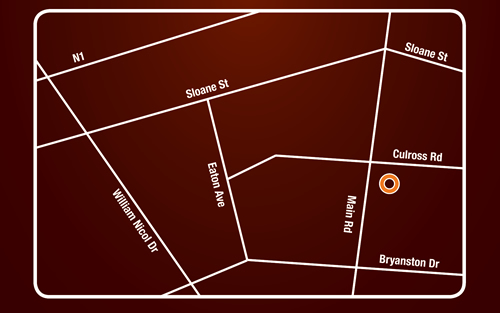 N1
Sloane St
Sloane St
Culross Rd
Eaton Ave
William Nicol Dr
Main Rd
Bryanston Dr